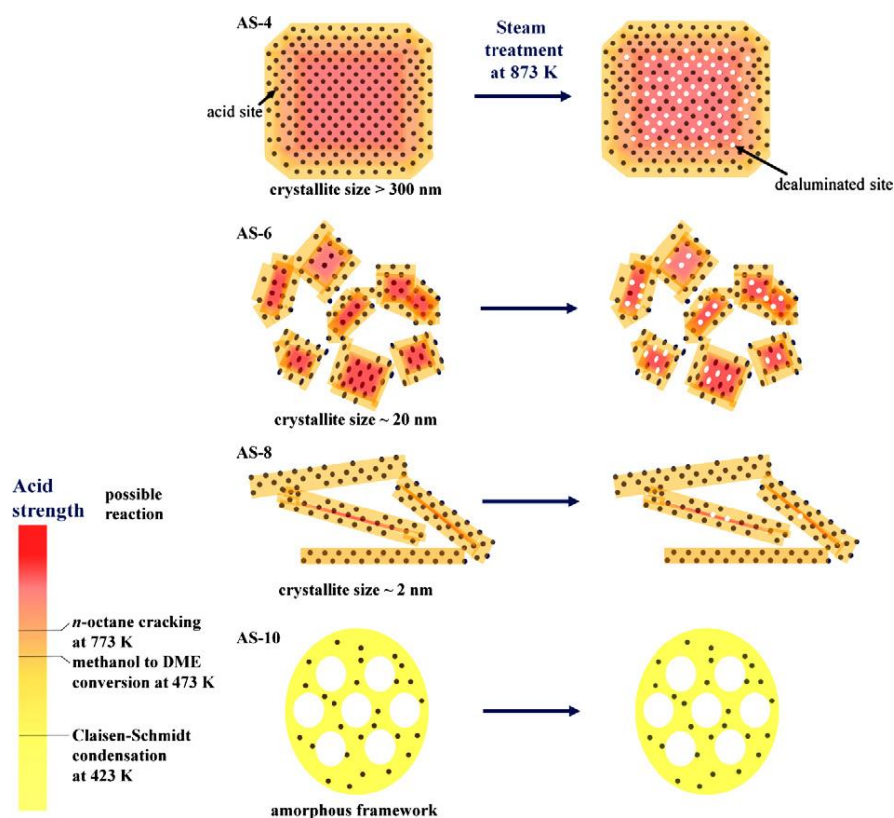 AS-4
Steam
treatment
at 873 K
acid site
dealuminated site
crystallite size > 300 nm
AS-6
crystallite size ~ 20 nm
AS-8
Acid
strength
possible
reaction
crystallite size ~ 2 nm
n-octane cracking
at 773 K
methanol to DME
conversion at 473 K
AS-10
Claisen-Schmidt
condensation
at 423 K
amorphous framework